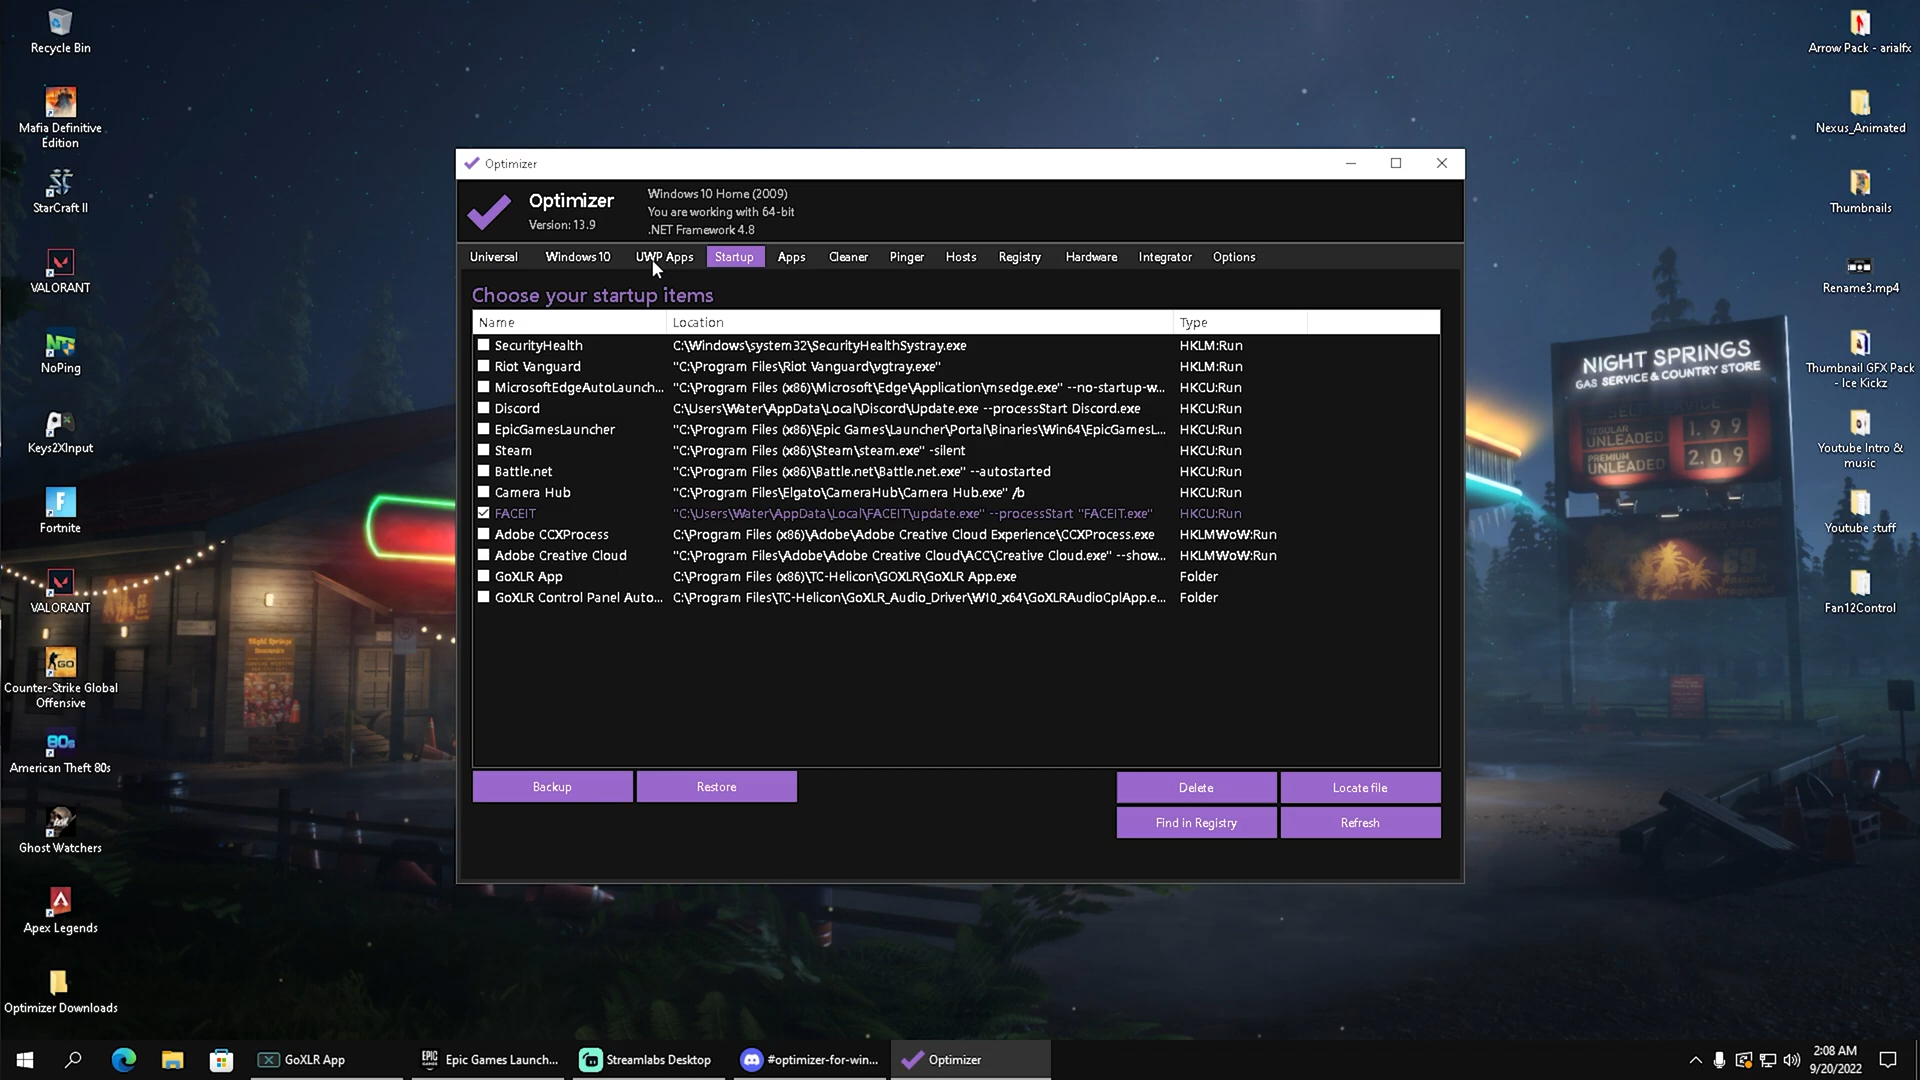 Recycle Bin
Mafia Definitive
Edition
StarCraft II
VALORANT
NoPing
Keys2XInput
Fortnite
VALORANT
Counter-Strike Global
Offensive
American Theft 80s
Ghost Watchers
Apex Legends
Optimizer Downloads
Optimizer
Optimizer
Version: 13.9
Windows 10 Home (2009)
You are working with 64-bit
.NET Framework 4.8
Universal Windows 10 UWP Apps Startup Apps Cleaner Pinger Hosts Registry Hardware Integrator Options
Choose your startup items
Name Location Type
SecurityHealth C:\Windows\system32\SecurityHealthSystray.exe HKLM:Run
Riot Vanguard "C:\Program Files\Riot Vanguard\vgtray.exe" HKLM:Run
MicrosoftEdgeAutoLaunch... "C:\Program Files (x86)\Microsoft\Edge\Application\msedge.exe" --no-startup-w... HKCU:Run
Discord C:\Users\Water\AppData\Local\Discord\Update.exe --processStart Discord.exe HKCU:Run
EpicGamesLauncher "C:\Program Files (x86)\Epic Games\Launcher\Portal\Binaries\Win64\EpicGamesL... HKCU:Run
Steam "C:\Program Files (x86)\Steam\steam.exe" -silent HKCU:Run
Battle.net "C:\Program Files (x86)\Battle.net\Battle.net.exe" --autostarted HKCU:Run
Camera Hub "C:\Program Files\Elgato\CameraHub\Camera Hub.exe" /b HKCU:Run
FACEIT "C:\Users\Water\AppData\Local\FACEIT\update.exe" --processStart "FACEIT.exe" HKCU:Run
Adobe CCXProcess C:\Program Files (x86)\Adobe\Adobe Creative Cloud Experience\CCXProcess.exe HKLMWoW:Run
Adobe Creative Cloud "C:\Program Files\Adobe\Adobe Creative Cloud\ACC\Creative Cloud.exe" --show... HKLMWoW:Run
GoXLR App C:\Program Files (x86)\TC-Helicon\GOXLR\GoXLR App.exe Folder
GoXLR Control Panel Auto... C:\Program Files\TC-Helicon\GoXLR_Audio_Driver\W10_x64\GoXLRAudioCplApp.e... Folder
Backup Restore Delete Locate file
Find in Registry Refresh
NIGHT SPRINGS
GAS SERVICE & COUNTRY STORE
SELF SERVICE
REGULAR
UNLEADED 1.99
PREMIUM
UNLEADED 2.09
Arrow Pack - arialfx
Nexus_Animated
Thumbnails
Rename3.mp4
Thumbnail GFX Pack
- Ice Kickz
Youtube Intro &
music
Youtube stuff
Fan12Control
GoXLR App Epic Games Launch... Streamlabs Desktop #optimizer-for-win... Optimizer
2:08 AM
9/20/2022